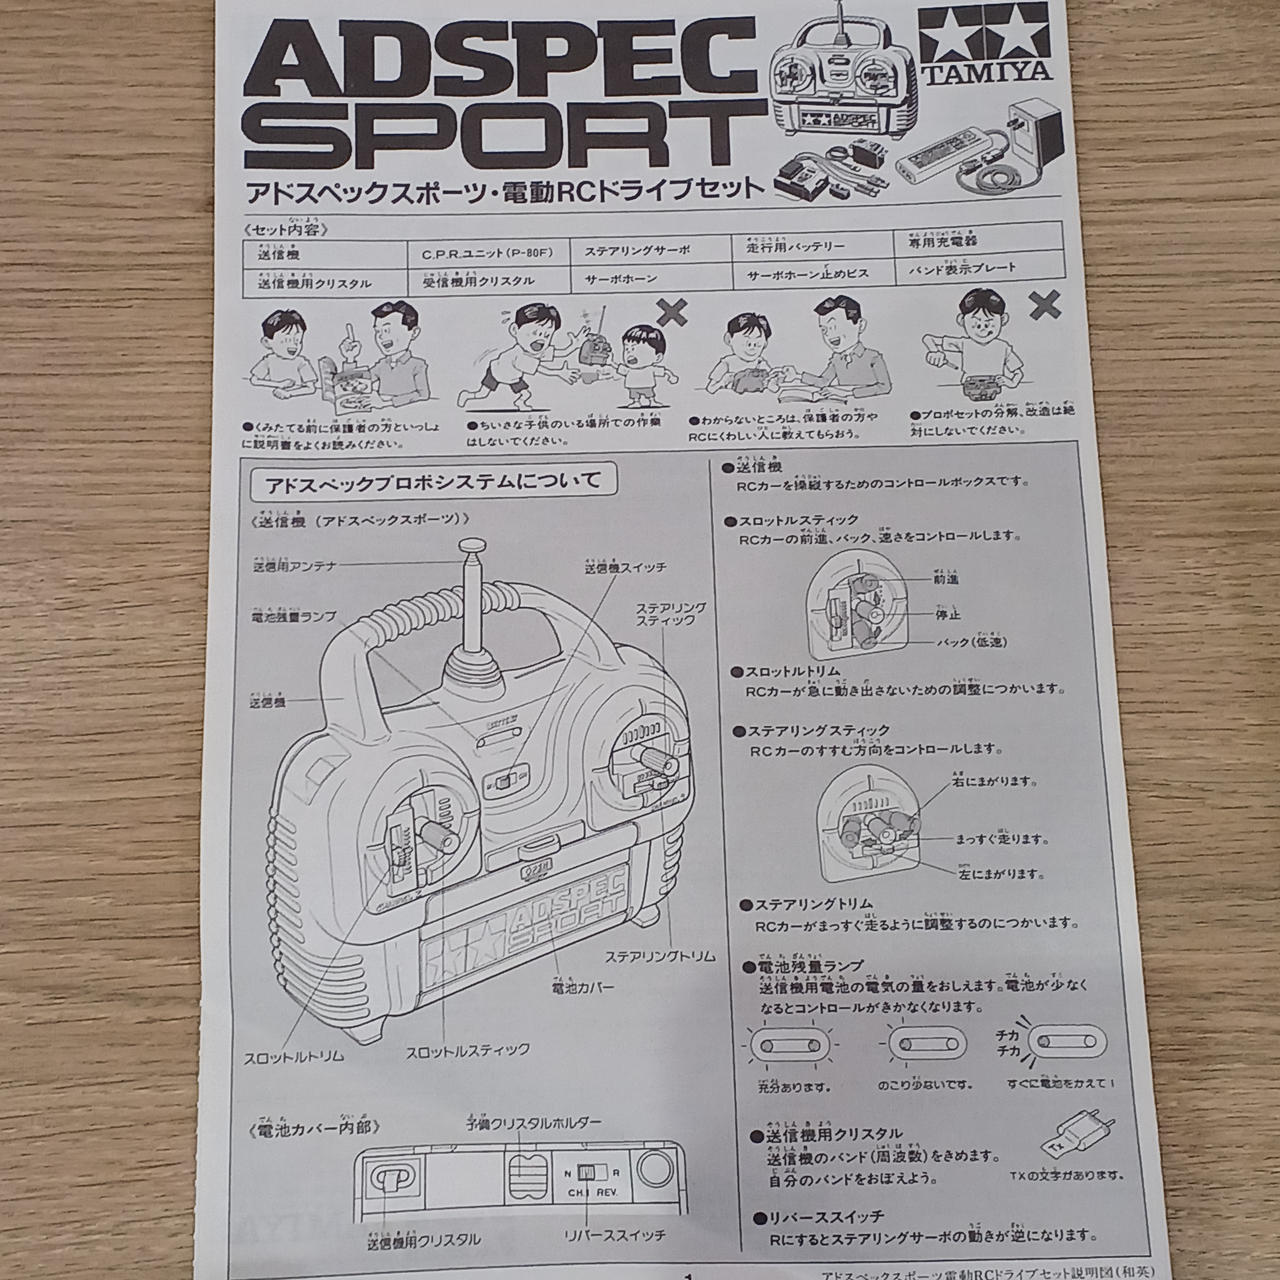 ADSPEC
SPORT
TAMIYA
アドスペックスポーツ・電動RCドライブセット
《セット内容》
送信機 C.P.R.ユニット(P-80F) ステアリングサーボ 走行用バッテリー 専用充電器
送信機用クリスタル 受信機用クリスタル サーボホーン サーボホーン止めビス バンド表示プレート
●くみたてる前に保護者の方といっしょ
に説明書をよくお読みください。
●ちいさな子供のいる場所での作業
はしないでください。
●わからないところは、保護者の方や
RCにくわしい人に教えてもらおう。
●プロポセットの分解、改造は絶
対にしないでください。
アドスペックプロポシステムについて
《送信機(アドスペックスポーツ)》
送信用アンテナ
送信機スイッチ
電池残量ランプ
ステアリング
スティック
送信機
OPEN
ADSPEC
SPORT
ステアリングトリム
電池カバー
スロットルトリム
スロットルスティック
《電池カバー内部》
予備クリスタルホルダー
N R
CH.1 REV.
送信機用クリスタル
リバーススイッチ
●送信機
RCカーを操縦するためのコントロールボックスです。
●スロットルスティック
RCカーの前進、バック、速さをコントロールします。
前進
停止
バック(低速)
●スロットルトリム
RCカーが急に動き出さないための調整につかいます。
●ステアリングスティック
RCカーのすすむ方向をコントロールします。
右にまがります。
まっすぐ走ります。
左にまがります。
●ステアリングトリム
RCカーがまっすぐ走るように調整するのにつかいます。
●電池残量ランプ
送信機用電池の電気の量をおしえます。電池が少なく
なるとコントロールがきかなくなります。
チカ
チカ
充分あります。
のこり少ないです。
すぐに電池をかえて!
●送信機用クリスタル
送信機のバンド(周波数)をきめます。
自分のバンドをおぼえよう。
TX
TXの文字があります。
●リバーススイッチ
Rにするとステアリングサーボの動きが逆になります。
1
アドスペックスポーツ電動RCドライブセット説明図(和英)